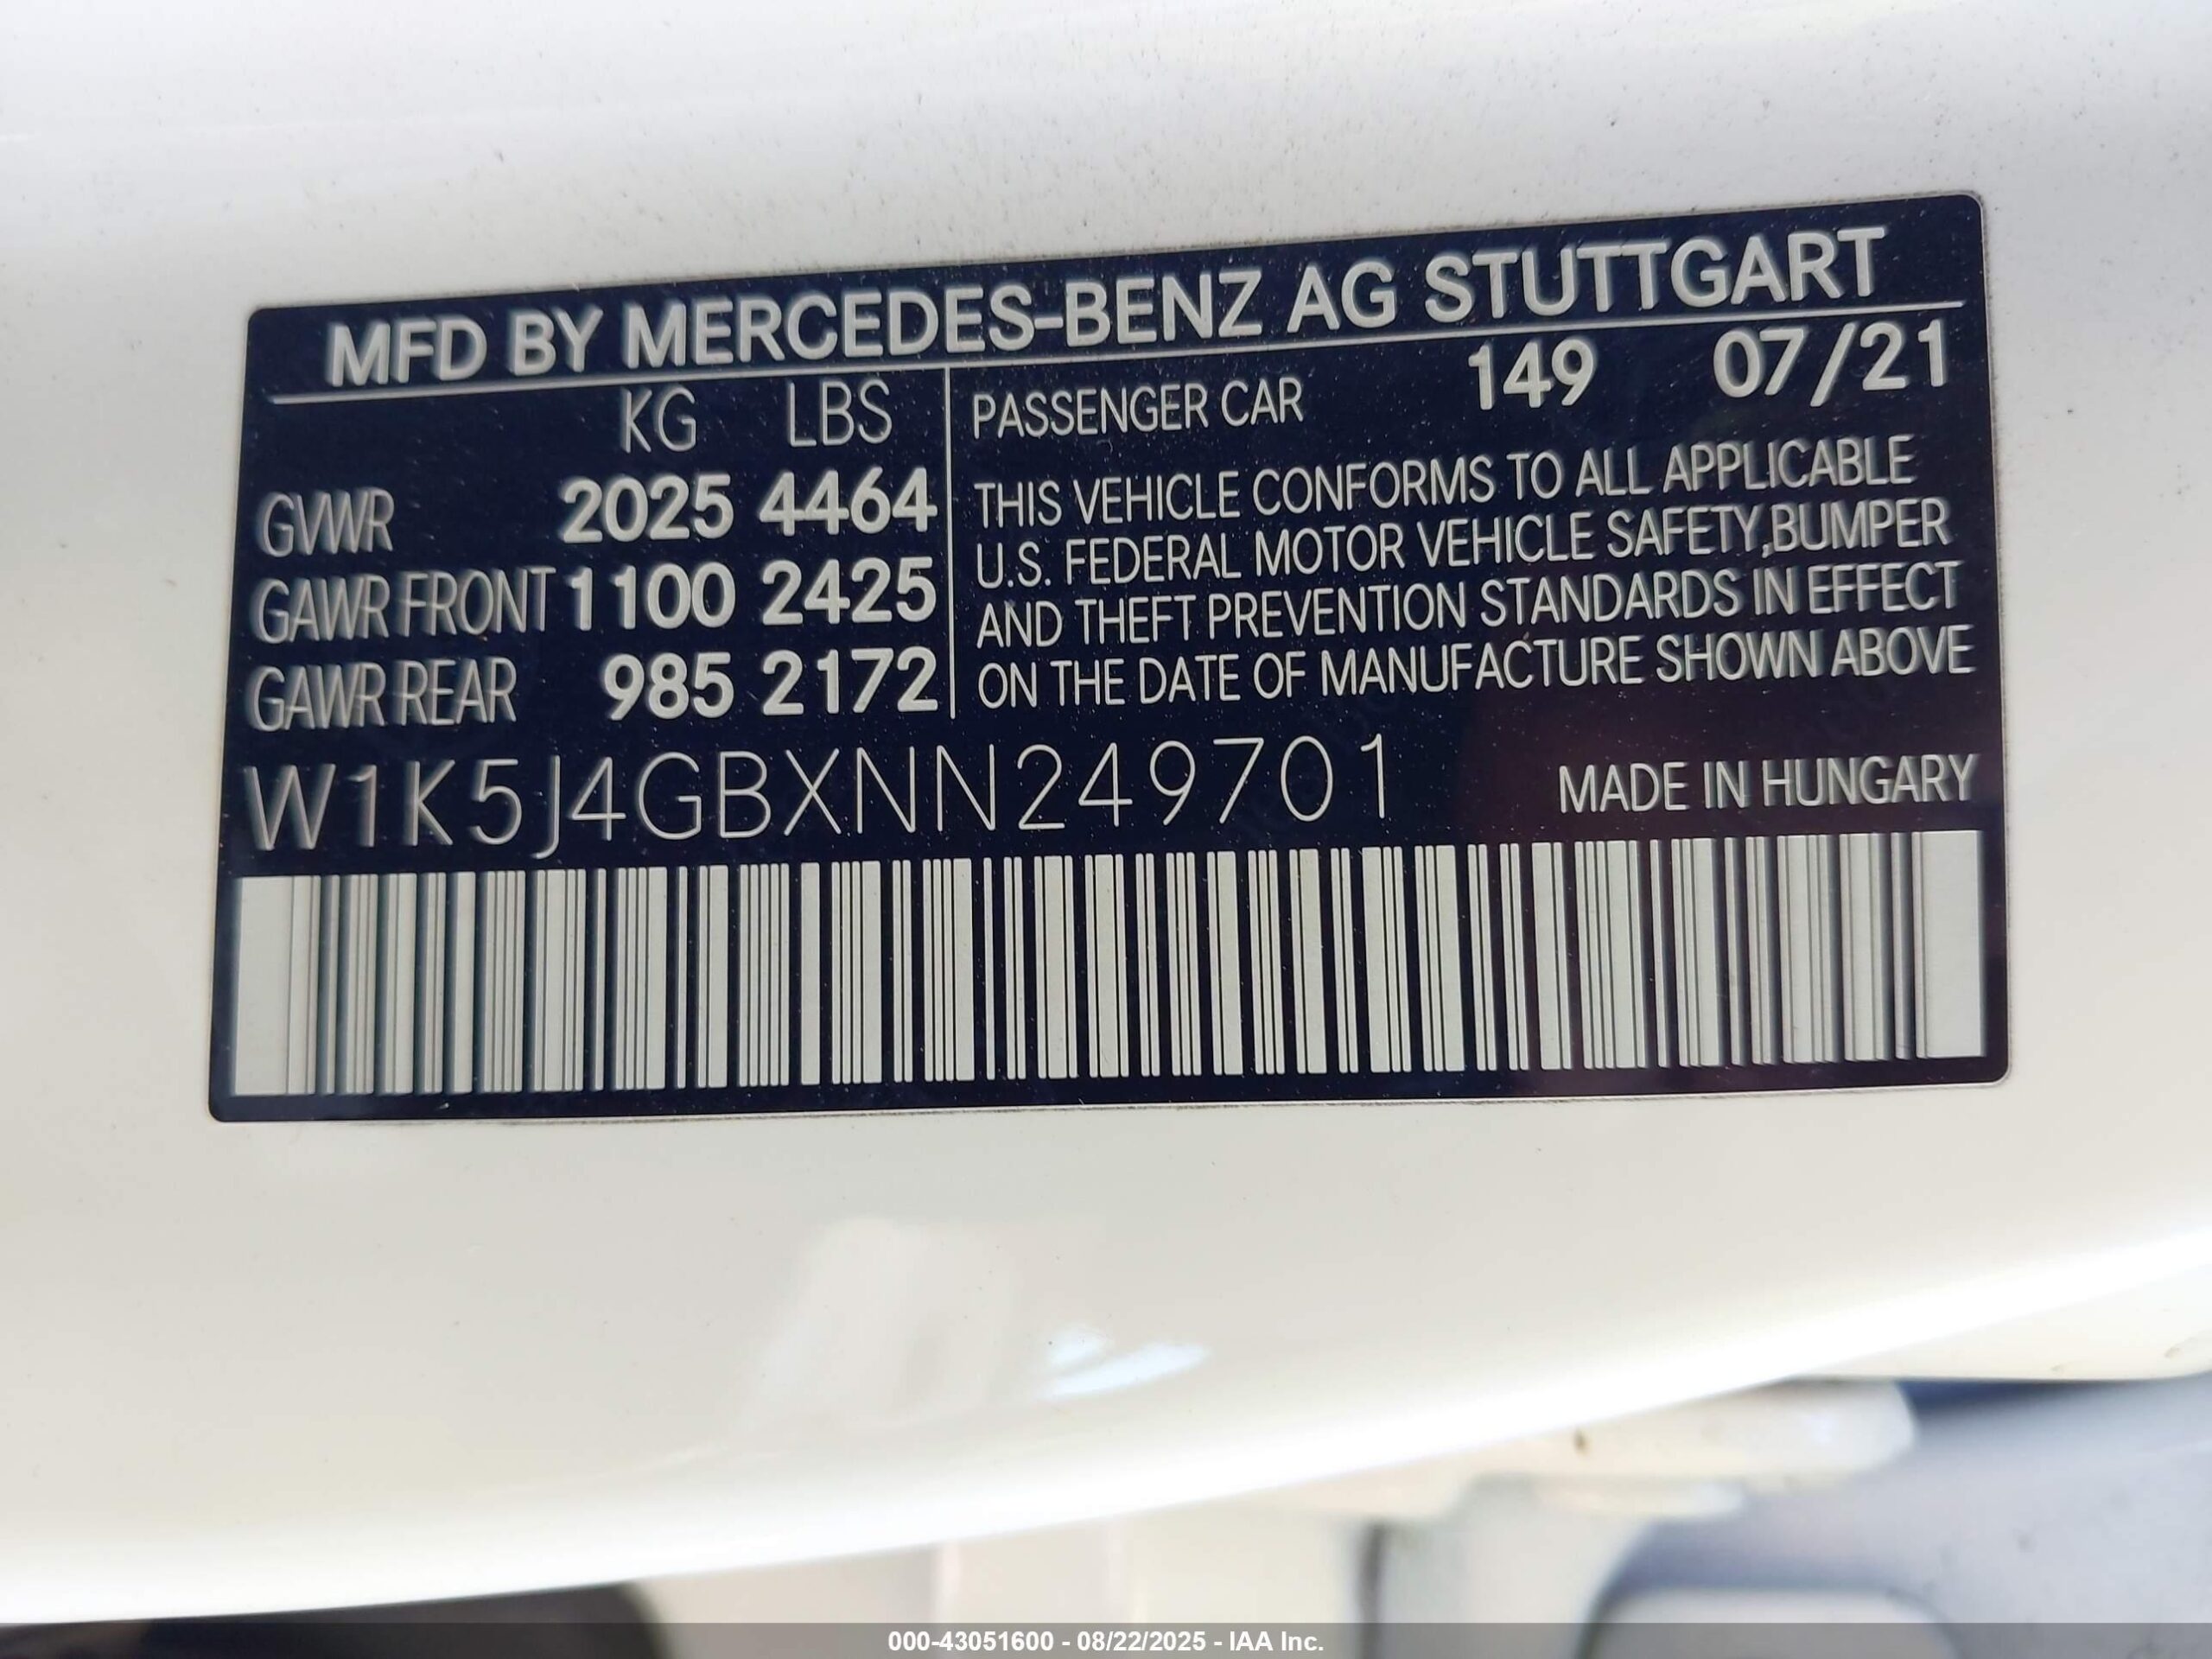 MFD BY MERCEDES-BENZ AG STUTTGART
KG LBS
GVWR 2025 4464
GAWR FRONT 1100 2425
GAWR REAR 985 2172
PASSENGER CAR 149 07/21
THIS VEHICLE CONFORMS TO ALL APPLICABLE
U.S. FEDERAL MOTOR VEHICLE SAFETY,BUMPER
AND THEFT PREVENTION STANDARDS IN EFFECT
ON THE DATE OF MANUFACTURE SHOWN ABOVE
W1K5J4GBXNN249701 MADE IN HUNGARY
000-43051600 - 08/22/2025 - IAA Inc.